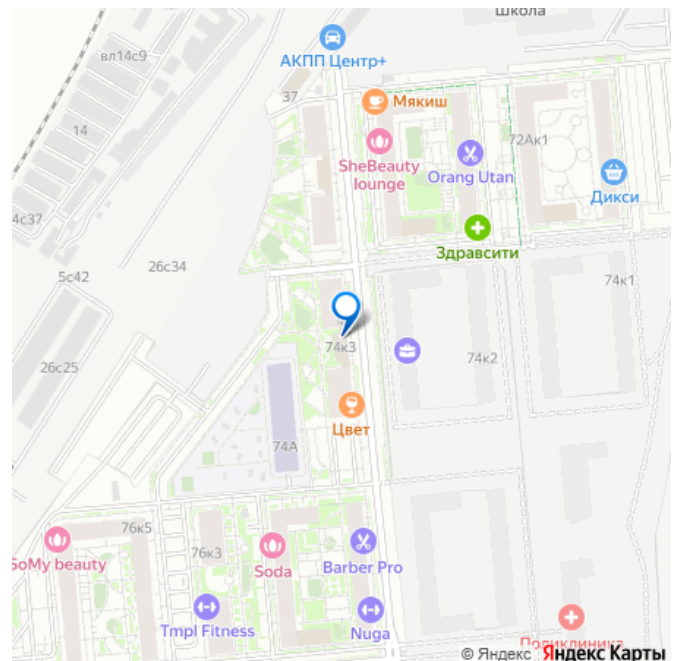 Школа
вл14с9
АКПП Центр+
37
Мякиш
14
72Ак1
SheBeauty
lounge
Orang Utan
Дикси
4с37
Здравсити
5с42
26с34
74к1
74к3
74к2
26с25
Цвет
74А
76к5
76к3
SoMy beauty
Soda
Barber Pro
Tmpl Fitness
Nuga
Поликлиника
© Яндекс Яндекс Карты